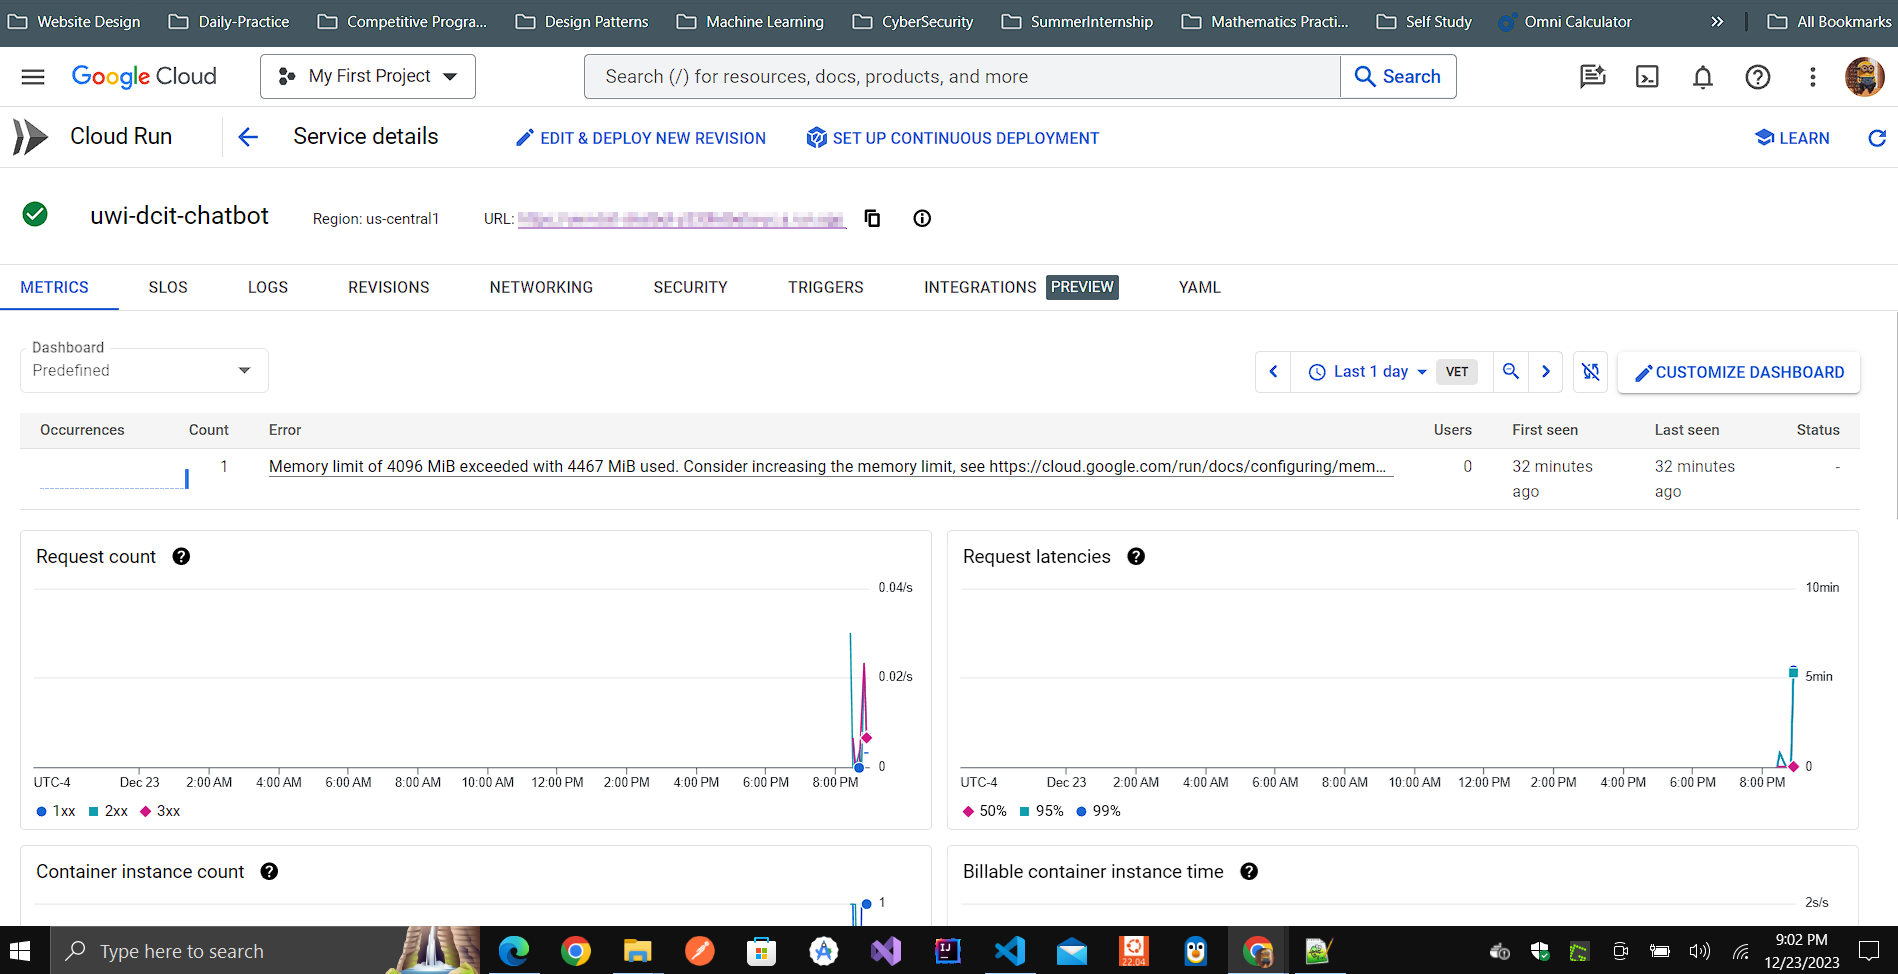 Website Design Daily-Practice Competitive Progra... Design Patterns Machine Learning CyberSecurity SummerInternship Mathematics Practi... Self Study Omni Calculator » All Bookmarks
Google Cloud My First Project Search (/) for resources, docs, products, and more Search
Cloud Run Service details EDIT & DEPLOY NEW REVISION SET UP CONTINUOUS DEPLOYMENT LEARN
uwi-dcit-chatbot Region: us-central1 URL:
METRICS SLOS LOGS REVISIONS NETWORKING SECURITY TRIGGERS INTEGRATIONS PREVIEW YAML
Dashboard
Predefined
Last 1 day VET CUSTOMIZE DASHBOARD
Occurrences Count Error Users First seen Last seen Status
1 Memory limit of 4096 MiB exceeded with 4467 MiB used. Consider increasing the memory limit, see https://cloud.google.com/run/docs/configuring/mem... 0 32 minutes ago 32 minutes ago -
Request count
0.04/s
0.02/s
0
UTC-4 Dec 23 2:00 AM 4:00 AM 6:00 AM 8:00 AM 10:00 AM 12:00 PM 2:00 PM 4:00 PM 6:00 PM 8:00 PM
1xx 2xx 3xx
Request latencies
10min
5min
0
UTC-4 Dec 23 2:00 AM 4:00 AM 6:00 AM 8:00 AM 10:00 AM 12:00 PM 2:00 PM 4:00 PM 6:00 PM 8:00 PM
50% 95% 99%
Container instance count
1
Billable container instance time
2s/s
Type here to search
IJ
22.04
9:02 PM
12/23/2023